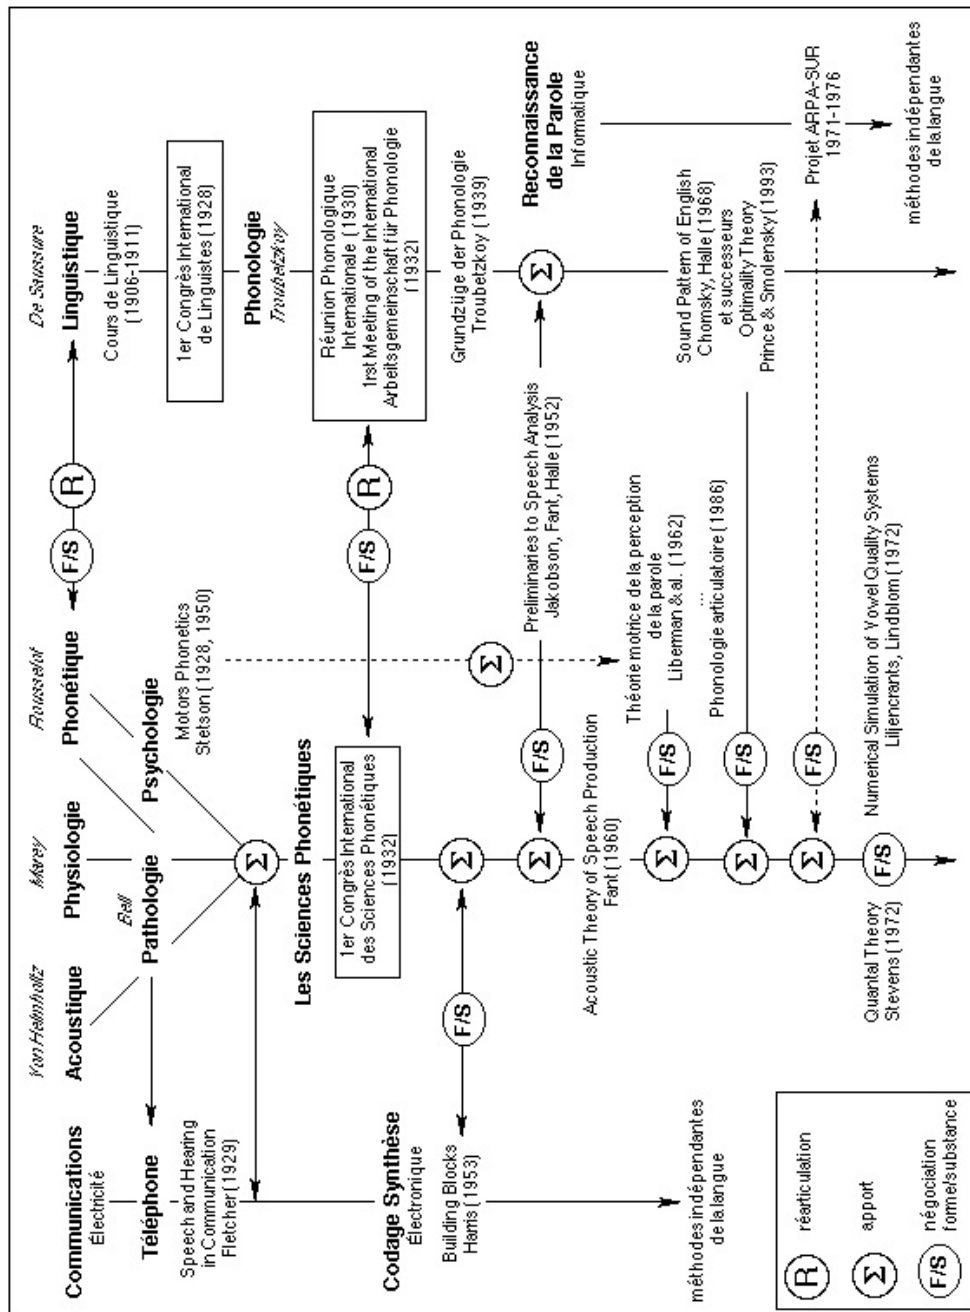 De Saussure
Linguistique
Cours de Linguistique
(1906-1911)
1er Congrès International
de Linguistes (1928)
Phonologie
Troubetzkoy
Réunion Phonologique
Internationale (1930)
1rst Meeting of the International
Arbeitsgemeinschaft für Phonologie
(1932)
Grundzüge der Phonologie
Troubetzkoy (1939)
Σ
Reconnaissance
de la Parole
Informatique
Sound Pattern of English
Chomsky, Halle (1968)
et successeurs
Optimality Theory
Prince & Smolensky (1993)
Projet ARPA-SUR
1971-1976
méthodes indépendantes
de la langue
R
F/S
F/S
R
Preliminaries to Speech Analysis
Jakobson, Fant, Halle (1952)
Rousselot
Phonétique
Psychologie
Motors Phonetics
Stetson (1928, 1950)
Σ
Théorie motrice de la perception
de la parole
Liberman & al. (1962)
Phonologie articulatoire (1986)
...
F/S
F/S
F/S
F/S
Numerical Simulation of Vowel Quality Systems
Liljencrants, Lindblom (1972)
Marey
Physiologie
Bell
Pathologie
Von Helmholtz
Acoustique
Σ
Les Sciences Phonétiques
1er Congrès International
des Sciences Phonétiques
(1932)
Σ
Σ
Acoustic Theory of Speech Production
Fant (1960)
Σ
Σ
Σ
F/S
Quantal Theory
Stevens (1972)
F/S
Communications
Électricité
Téléphone
Speech and Hearing
in Communication
Fletcher (1929)
Codage Synthèse
Électronique
Building Blocks
Harris (1953)
méthodes indépendantes
de la langue
R
réarticulation
Σ
apport
F/S
négociation
forme/substance